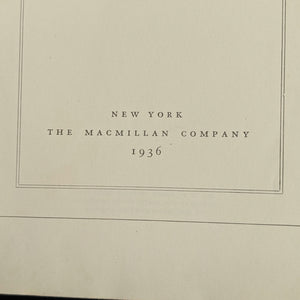 NEW YORK
THE MACMILLAN COMPANY
1936